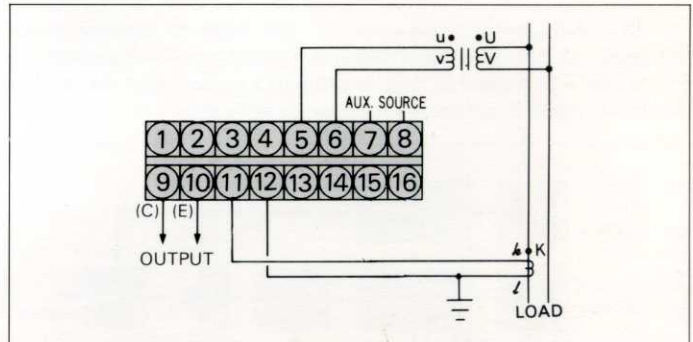 u • • U
v V
AUX. SOURCE
1 2 3 4 5 6 7 8
9 10 11 12 13 14 15 16
(C) (E)
OUTPUT
k • K
l
LOAD